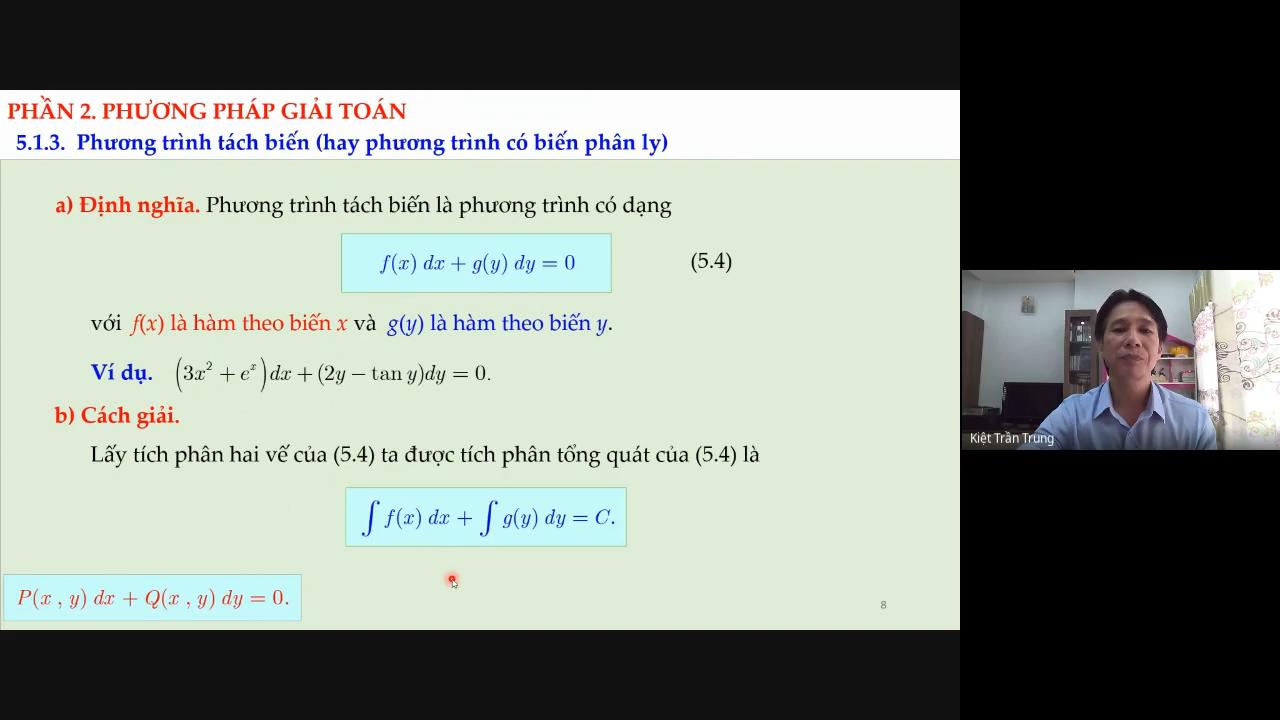 PHẦN 2. PHƯƠNG PHÁP GIẢI TOÁN
5.1.3. Phương trình tách biến (hay phương trình có biến phân ly)
a) Định nghĩa. Phương trình tách biến là phương trình có dạng
f(x) dx + g(y) dy = 0 (5.4)
với f(x) là hàm theo biến x và g(y) là hàm theo biến y.
Ví dụ. (3x² + eˣ)dx + (2y − tan y)dy = 0.
b) Cách giải.
Lấy tích phân hai vế của (5.4) ta được tích phân tổng quát của (5.4) là
∫ f(x) dx + ∫ g(y) dy = C.
P(x , y) dx + Q(x , y) dy = 0.
8
Kiệt Trần Trung